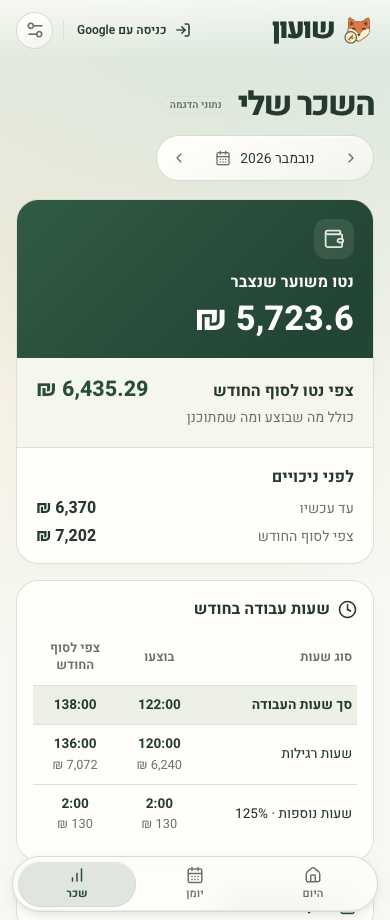 שועון
כניסה עם Google
השכר שלי
נתוני הדגמה
נובמבר 2026
נטו משוער שנצבר
5,723.6 ₪
צפי נטו לסוף החודש 6,435.29 ₪
כולל מה שבוצע ומה שמתוכנן
לפני ניכויים
עד עכשיו 6,370 ₪
צפי לסוף החודש 7,202 ₪
שעות עבודה בחודש
סוג שעות בוצעו צפי לסוף החודש
סך שעות העבודה 122:00 138:00
שעות רגילות 120:00 136:00
6,240 ₪ 7,072 ₪
שעות נוספות · 125% 2:00 2:00
130 ₪ 130 ₪
היום יומן שכר